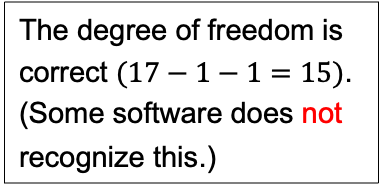 The degree of freedom is
correct (17 − 1 − 1 = 15).
(Some software does not
recognize this.)